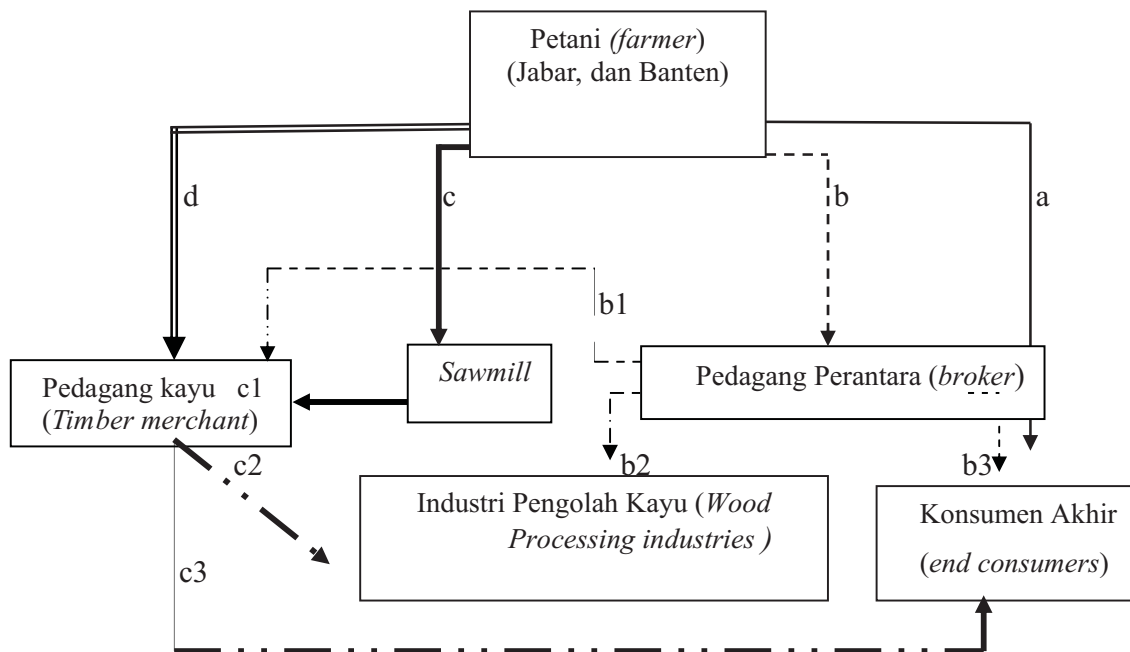 Petani (farmer)
(Jabar, dan Banten)
d
c
b
a
b1
Pedagang kayu c1
(Timber merchant)
Sawmill
Pedagang Perantara (broker)
c2
b2
b3
Industri Pengolah Kayu (Wood
Processing industries )
Konsumen Akhir
(end consumers)
c3